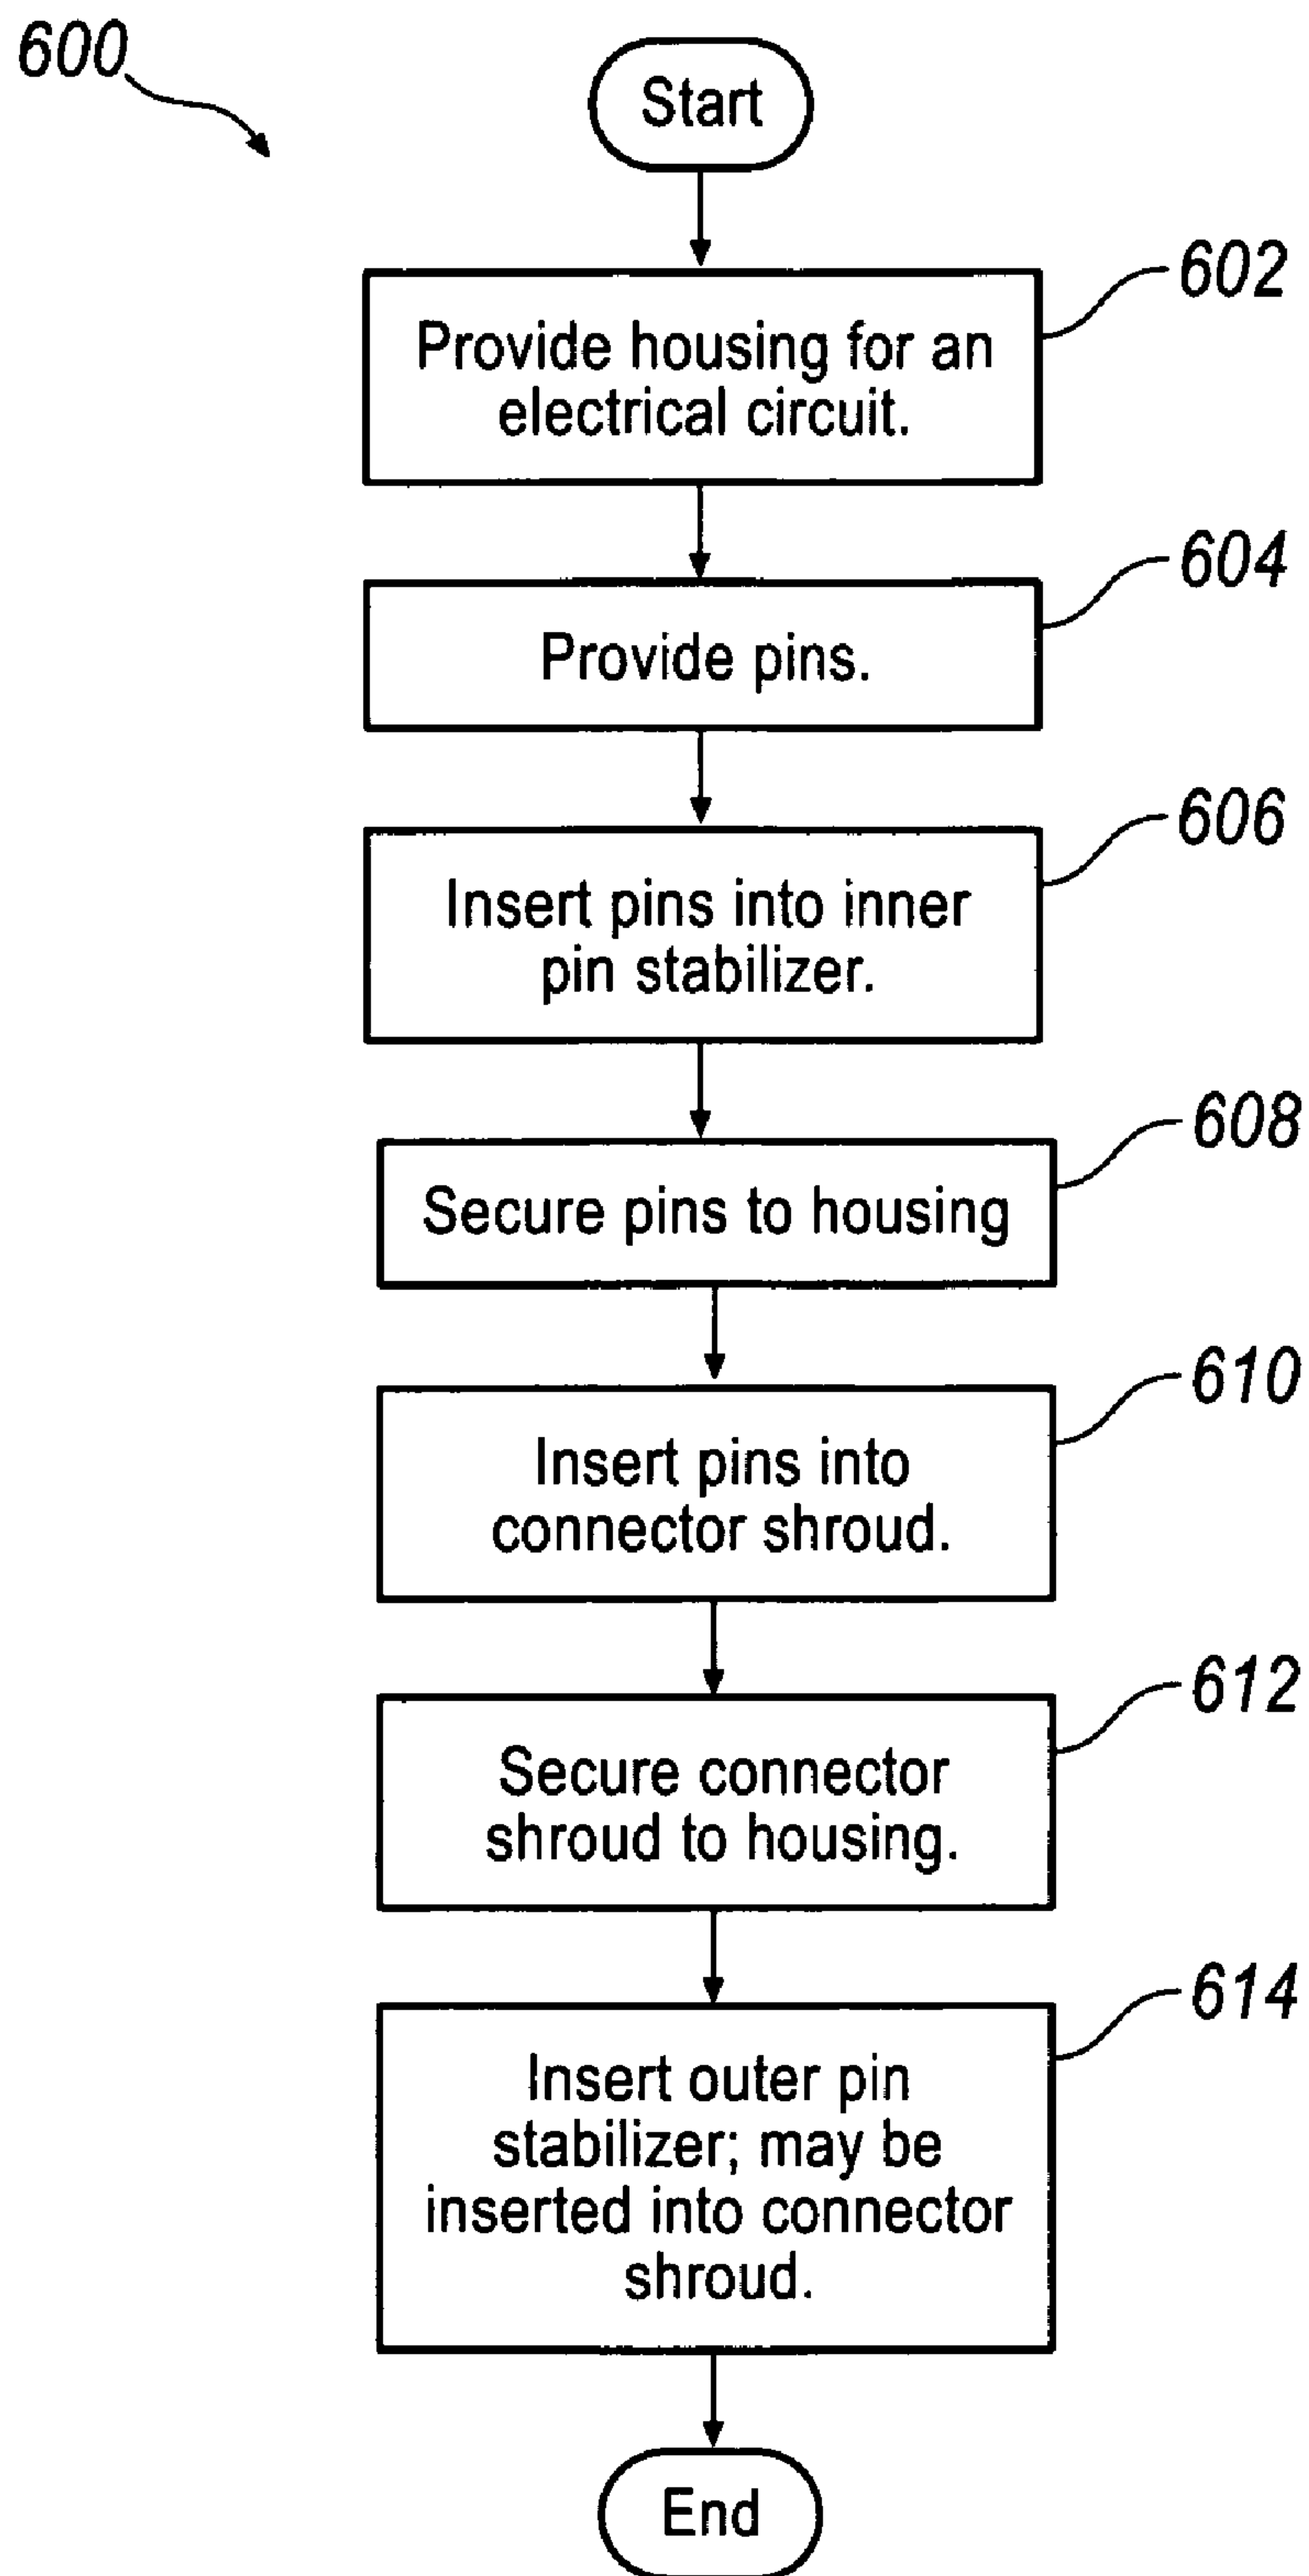 600
Start
602
Provide housing for an
electrical circuit.
604
Provide pins.
606
Insert pins into inner
pin stabilizer.
608
Secure pins to housing
610
Insert pins into
connector shroud.
612
Secure connector
shroud to housing.
614
Insert outer pin
stabilizer; may be
inserted into connector
shroud.
End